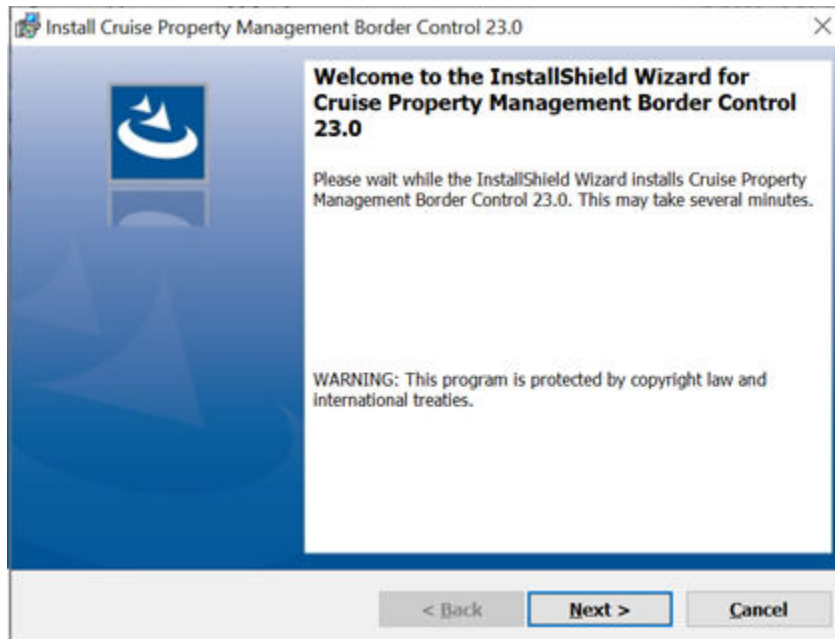 Install Cruise Property Management Border Control 23.0
Welcome to the InstallShield Wizard for
Cruise Property Management Border Control
23.0
Please wait while the InstallShield Wizard installs Cruise Property
Management Border Control 23.0. This may take several minutes.
WARNING: This program is protected by copyright law and
international treaties.
< Back Next > Cancel